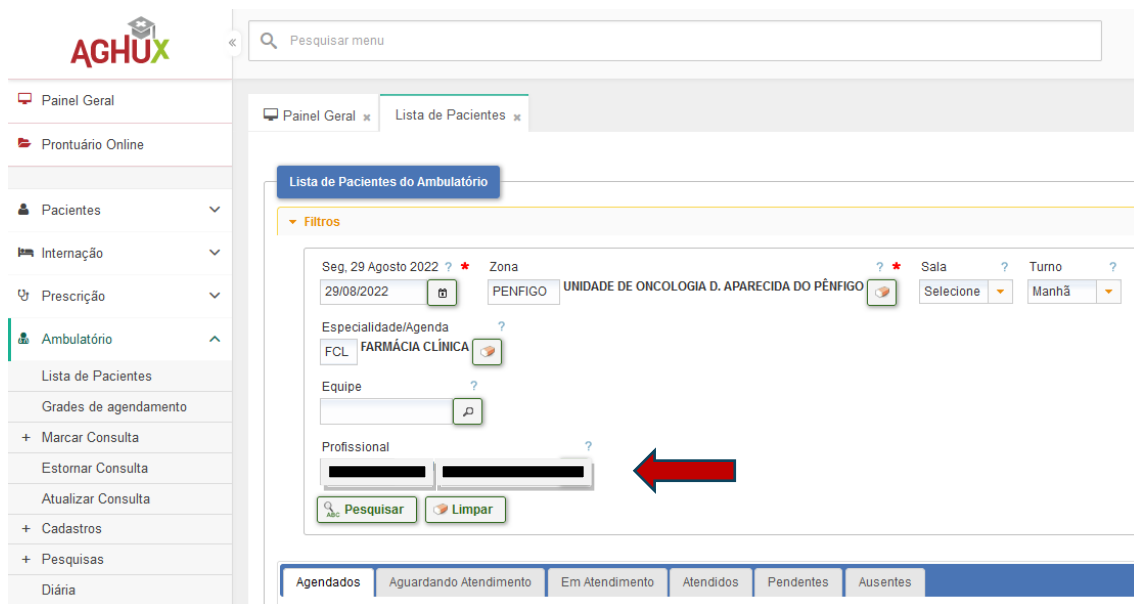 AGHUX
«
Pesquisar menu
Painel Geral
Prontuário Online
Pacientes
Internação
Prescrição
Ambulatório
Lista de Pacientes
Grades de agendamento
+ Marcar Consulta
Estornar Consulta
Atualizar Consulta
+ Cadastros
+ Pesquisas
Diária
Painel Geral x Lista de Pacientes x
Lista de Pacientes do Ambulatório
Filtros
Seg, 29 Agosto 2022 ? * Zona ? * Sala ? Turno ?
29/08/2022 PENFIGO UNIDADE DE ONCOLOGIA D. APARECIDA DO PÊNFIGO Selecione Manhã
Especialidade/Agenda ?
FCL FARMÁCIA CLÍNICA
Equipe ?
Profissional ?
ABC Pesquisar Limpar
Agendados Aguardando Atendimento Em Atendimento Atendidos Pendentes Ausentes